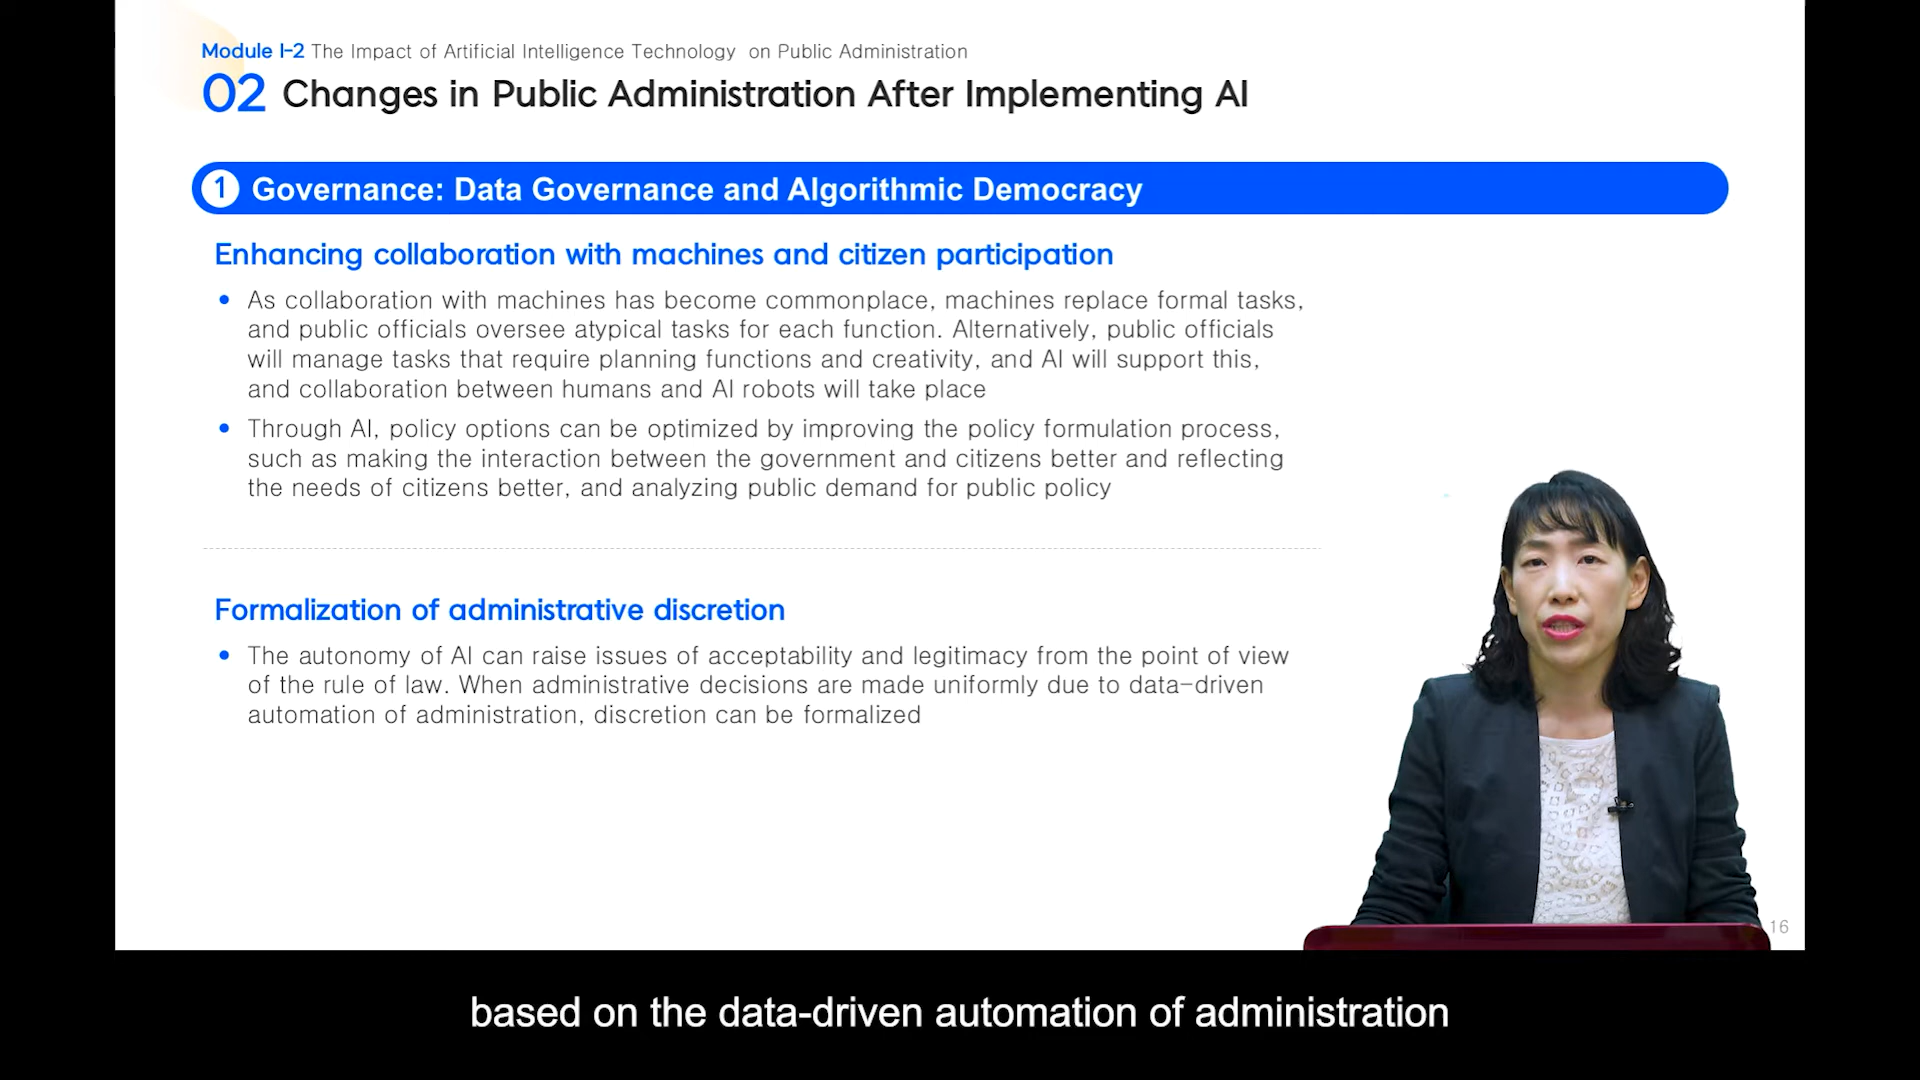 Module I-2 The Impact of Artificial Intelligence Technology on Public Administration
02 Changes in Public Administration After Implementing AI
1 Governance: Data Governance and Algorithmic Democracy
Enhancing collaboration with machines and citizen participation
• As collaboration with machines has become commonplace, machines replace formal tasks,
and public officials oversee atypical tasks for each function. Alternatively, public officials
will manage tasks that require planning functions and creativity, and AI will support this,
and collaboration between humans and AI robots will take place
• Through AI, policy options can be optimized by improving the policy formulation process,
such as making the interaction between the government and citizens better and reflecting
the needs of citizens better, and analyzing public demand for public policy
Formalization of administrative discretion
• The autonomy of AI can raise issues of acceptability and legitimacy from the point of view
of the rule of law. When administrative decisions are made uniformly due to data-driven
automation of administration, discretion can be formalized
16
based on the data-driven automation of administration